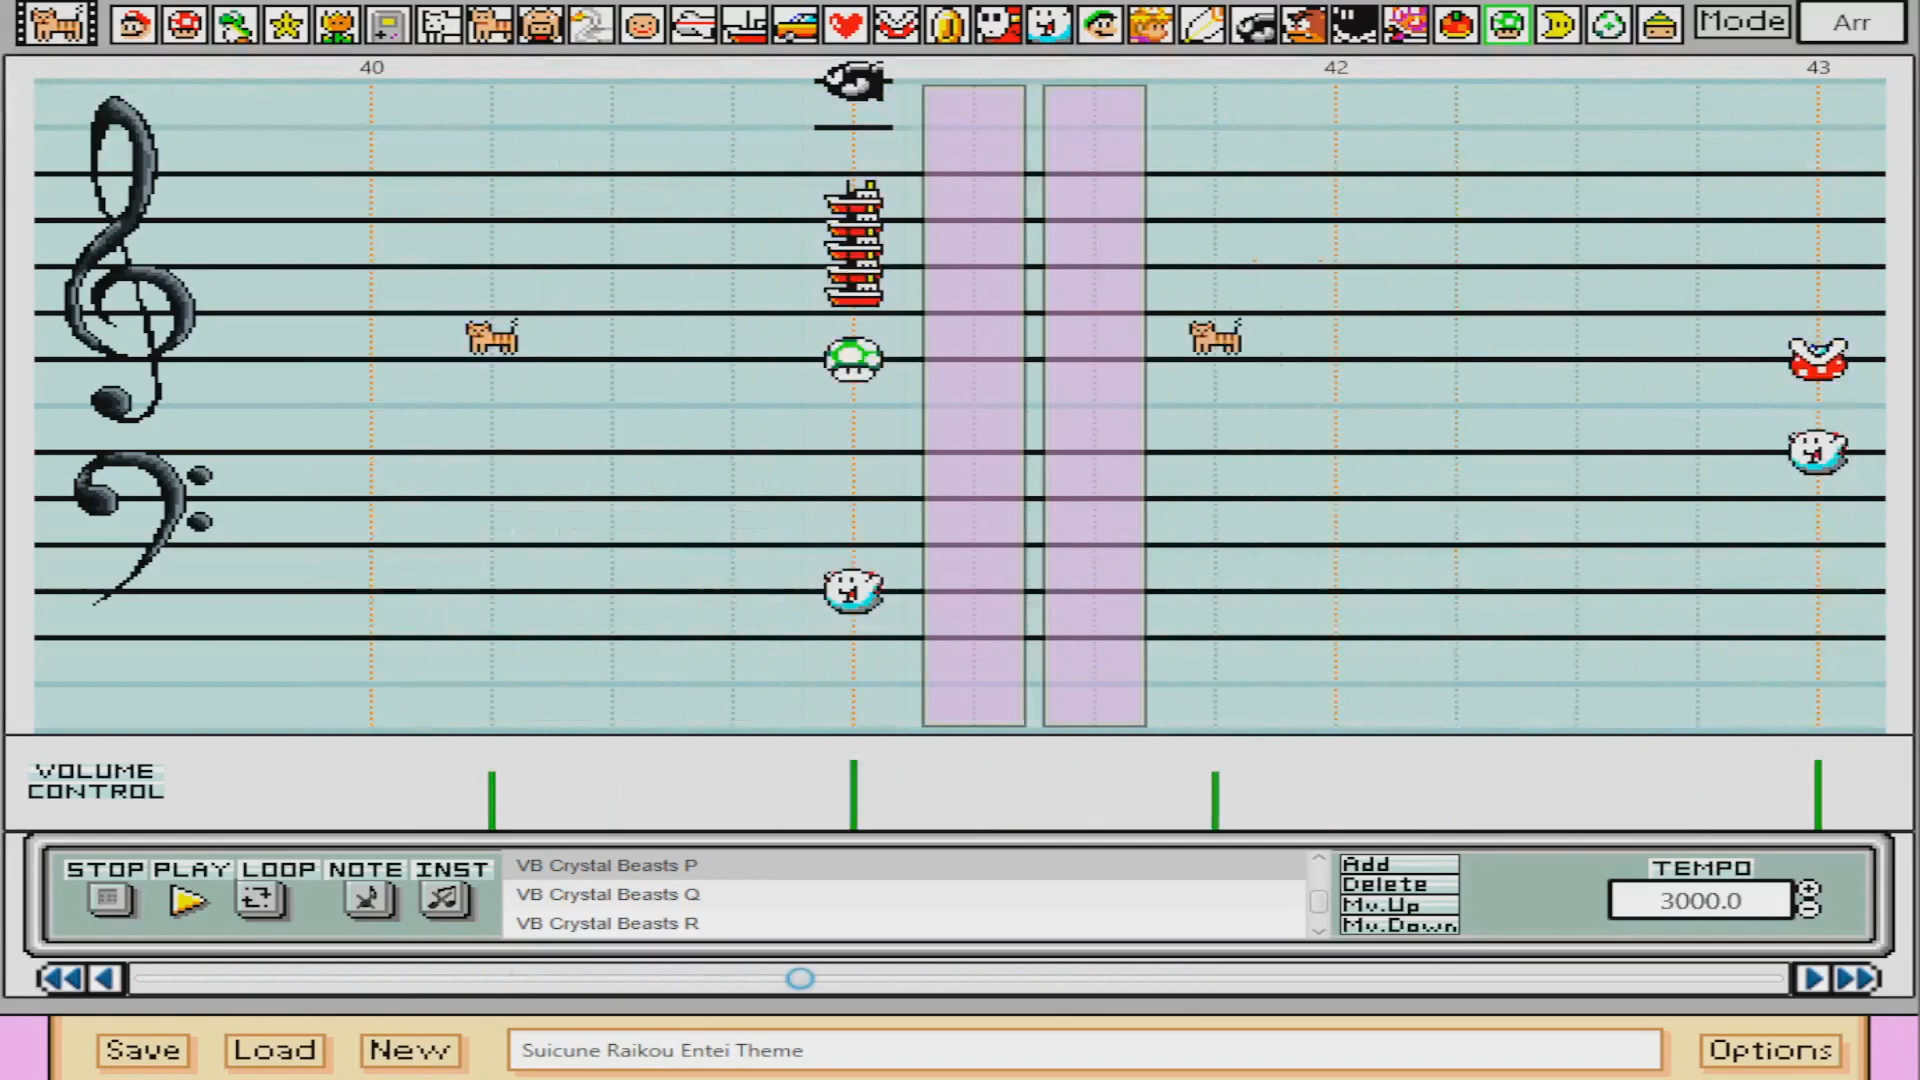 Mode
Arr
40
42
43
VOLUME
CONTROL
STOP PLAY LOOP NOTE INST
VB Crystal Beasts P
VB Crystal Beasts Q
VB Crystal Beasts R
Add
Delete
Mv.Up
Mv.Down
TEMPO
3000.0
Save
Load
New
Suicune Raikou Entei Theme
Options